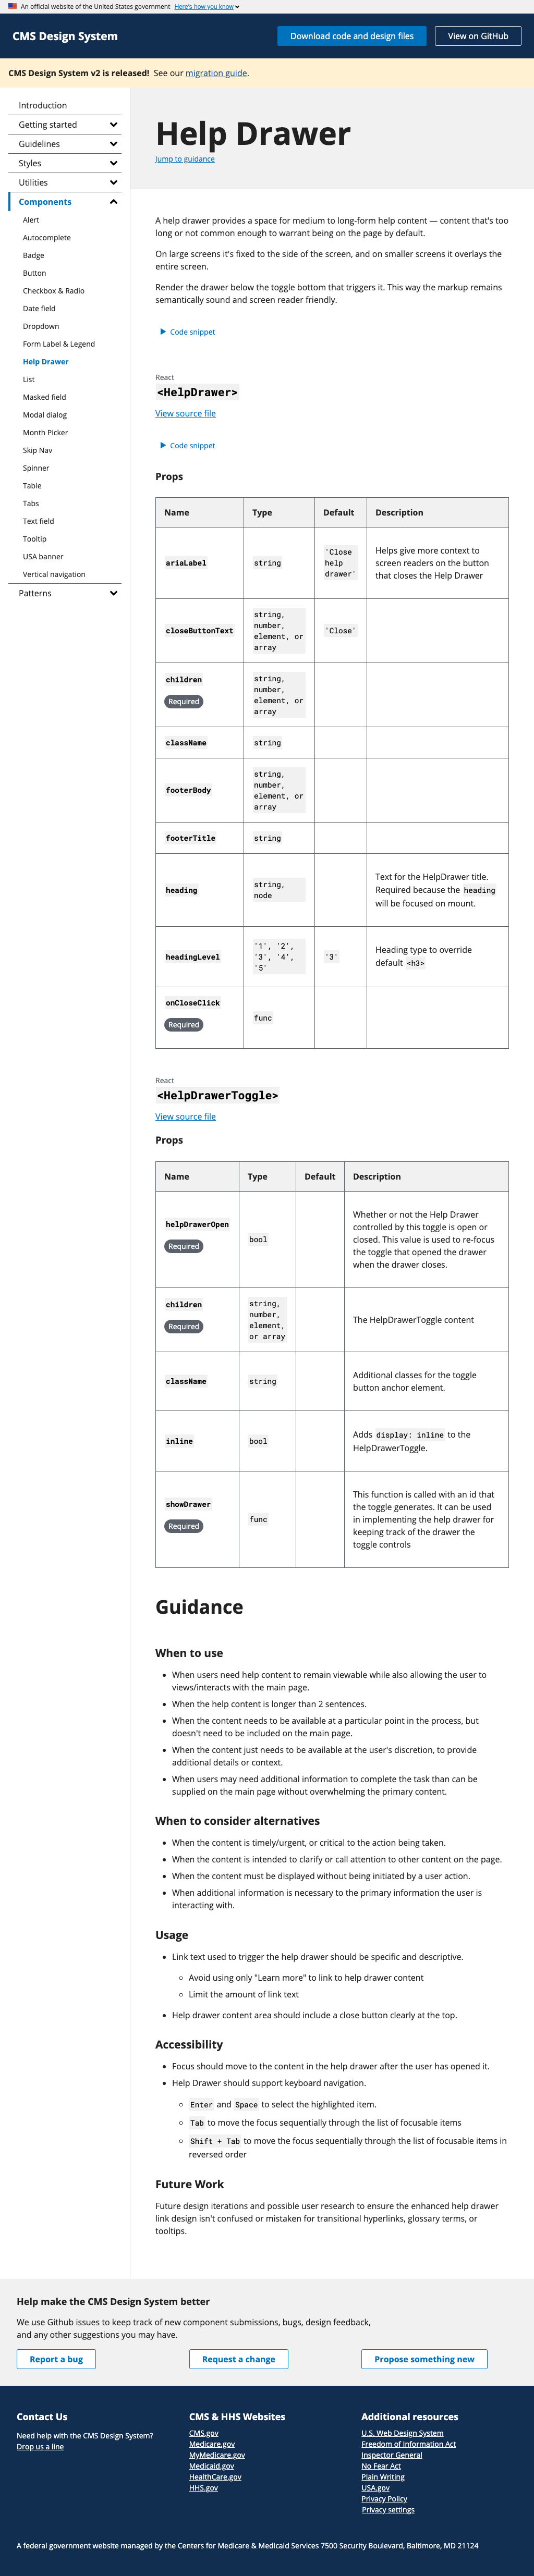 An official website of the United States government Here's how you know
CMS Design System
Download code and design files
View on GitHub
CMS Design System v2 is released! See our migration guide.
Introduction
Getting started
Guidelines
Styles
Utilities
Components
Alert
Autocomplete
Badge
Button
Checkbox & Radio
Date field
Dropdown
Form Label & Legend
Help Drawer
List
Masked field
Modal dialog
Month Picker
Skip Nav
Spinner
Table
Tabs
Text field
Tooltip
USA banner
Vertical navigation
Patterns
Help Drawer
Jump to guidance
A help drawer provides a space for medium to long-form help content — content that's too
long or not common enough to warrant being on the page by default.
On large screens it's fixed to the side of the screen, and on smaller screens it overlays the
entire screen.
Render the drawer below the toggle bottom that triggers it. This way the markup remains
semantically sound and screen reader friendly.
Code snippet
React
<HelpDrawer>
View source file
Code snippet
Props
Name Type Default Description
ariaLabel
string
'Close
help
drawer'
Helps give more context to
screen readers on the button
that closes the Help Drawer
closeButtonText
string,
number,
element, or
array
'Close'
children
Required
string,
number,
element, or
array
className
string
footerBody
string,
number,
element, or
array
footerTitle
string
heading
string,
node
Text for the HelpDrawer title.
Required because the heading
will be focused on mount.
headingLevel
'1', '2',
'3', '4',
'5'
'3'
Heading type to override
default <h3>
onCloseClick
Required
func
React
<HelpDrawerToggle>
View source file
Props
Name Type Default Description
helpDrawerOpen
Required
bool
Whether or not the Help Drawer
controlled by this toggle is open or
closed. This value is used to re-focus
the toggle that opened the drawer
when the drawer closes.
children
Required
string,
number,
element,
or array
The HelpDrawerToggle content
className
string
Additional classes for the toggle
button anchor element.
inline
bool
Adds display: inline to the
HelpDrawerToggle.
showDrawer
Required
func
This function is called with an id that
the toggle generates. It can be used
in implementing the help drawer for
keeping track of the drawer the
toggle controls
Guidance
When to use
When users need help content to remain viewable while also allowing the user to
views/interacts with the main page.
When the help content is longer than 2 sentences.
When the content needs to be available at a particular point in the process, but
doesn't need to be included on the main page.
When the content just needs to be available at the user's discretion, to provide
additional details or context.
When users may need additional information to complete the task than can be
supplied on the main page without overwhelming the primary content.
When to consider alternatives
When the content is timely/urgent, or critical to the action being taken.
When the content is intended to clarify or call attention to other content on the page.
When the content must be displayed without being initiated by a user action.
When additional information is necessary to the primary information the user is
interacting with.
Usage
Link text used to trigger the help drawer should be specific and descriptive.
Avoid using only "Learn more" to link to help drawer content
Limit the amount of link text
Help drawer content area should include a close button clearly at the top.
Accessibility
Focus should move to the content in the help drawer after the user has opened it.
Help Drawer should support keyboard navigation.
Enter and Space to select the highlighted item.
Tab to move the focus sequentially through the list of focusable items
Shift + Tab to move the focus sequentially through the list of focusable items in
reversed order
Future Work
Future design iterations and possible user research to ensure the enhanced help drawer
link design isn't confused or mistaken for transitional hyperlinks, glossary terms, or
tooltips.
Help make the CMS Design System better
We use Github issues to keep track of new component submissions, bugs, design feedback,
and any other suggestions you may have.
Report a bug
Request a change
Propose something new
Contact Us
Need help with the CMS Design System?
Drop us a line
CMS & HHS Websites
CMS.gov
Medicare.gov
MyMedicare.gov
Medicaid.gov
HealthCare.gov
HHS.gov
Additional resources
U.S. Web Design System
Freedom of Information Act
Inspector General
No Fear Act
Plain Writing
USA.gov
Privacy Policy
Privacy settings
A federal government website managed by the Centers for Medicare & Medicaid Services 7500 Security Boulevard, Baltimore, MD 21124